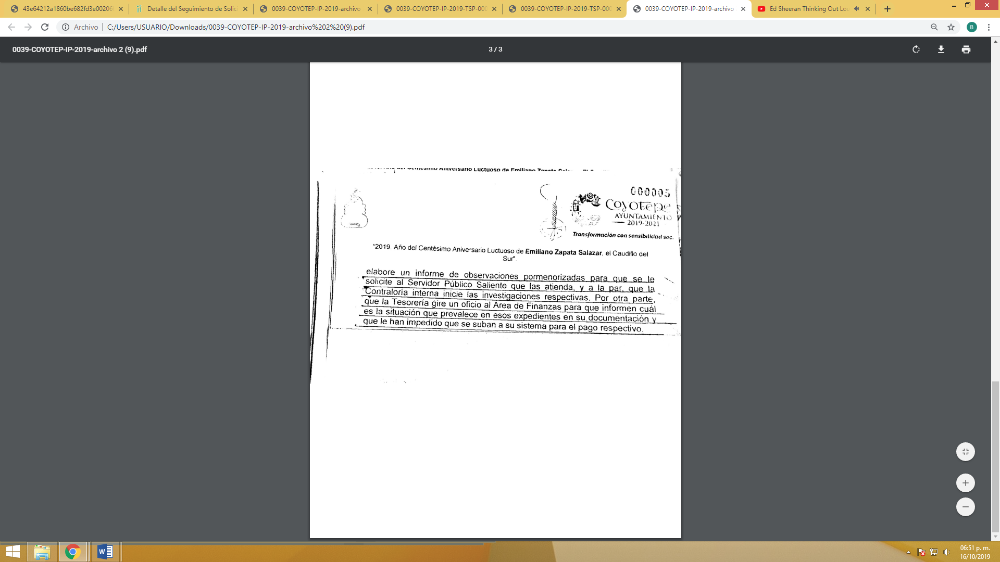 43e64212a1860be682fd3e00206
Detalle del Seguimiento de Solic
0039-COYOTEP-IP-2019-archivo
0039-COYOTEP-IP-2019-TSP-000
0039-COYOTEP-IP-2019-TSP-000
0039-COYOTEP-IP-2019-archivo
Ed Sheeran Thinking Out Lou
Archivo
C:/Users/USUARIO/Downloads/0039-COYOTEP-IP-2019-archivo%202%20(9).pdf
B
0039-COYOTEP-IP-2019-archivo 2 (9).pdf
3 / 3
Centésimo Aniversario Luctuoso de Emiliano Zapata
000005
Coyotepe
AYUNTAMIENTO
2019-2021
Transformación con sensibilidad soc.
"2019. Año del Centésimo Aniversario Luctuoso de Emiliano Zapata Salazar, el Caudillo del
Sur".
elabore un informe de observaciones pormenorizadas para que se le
solicite al Servidor Público Saliente que las atienda, y a la par, que la
Contraloría interna inicie las investigaciones respectivas. Por otra parte,
que la Tesorería gire un oficio al Área de Finanzas para que informen cuál
es la situación que prevalece en esos expedientes en su documentación y
que le han impedido que se suban a su sistema para el pago respectivo.
06:51 p. m.
16/10/2019